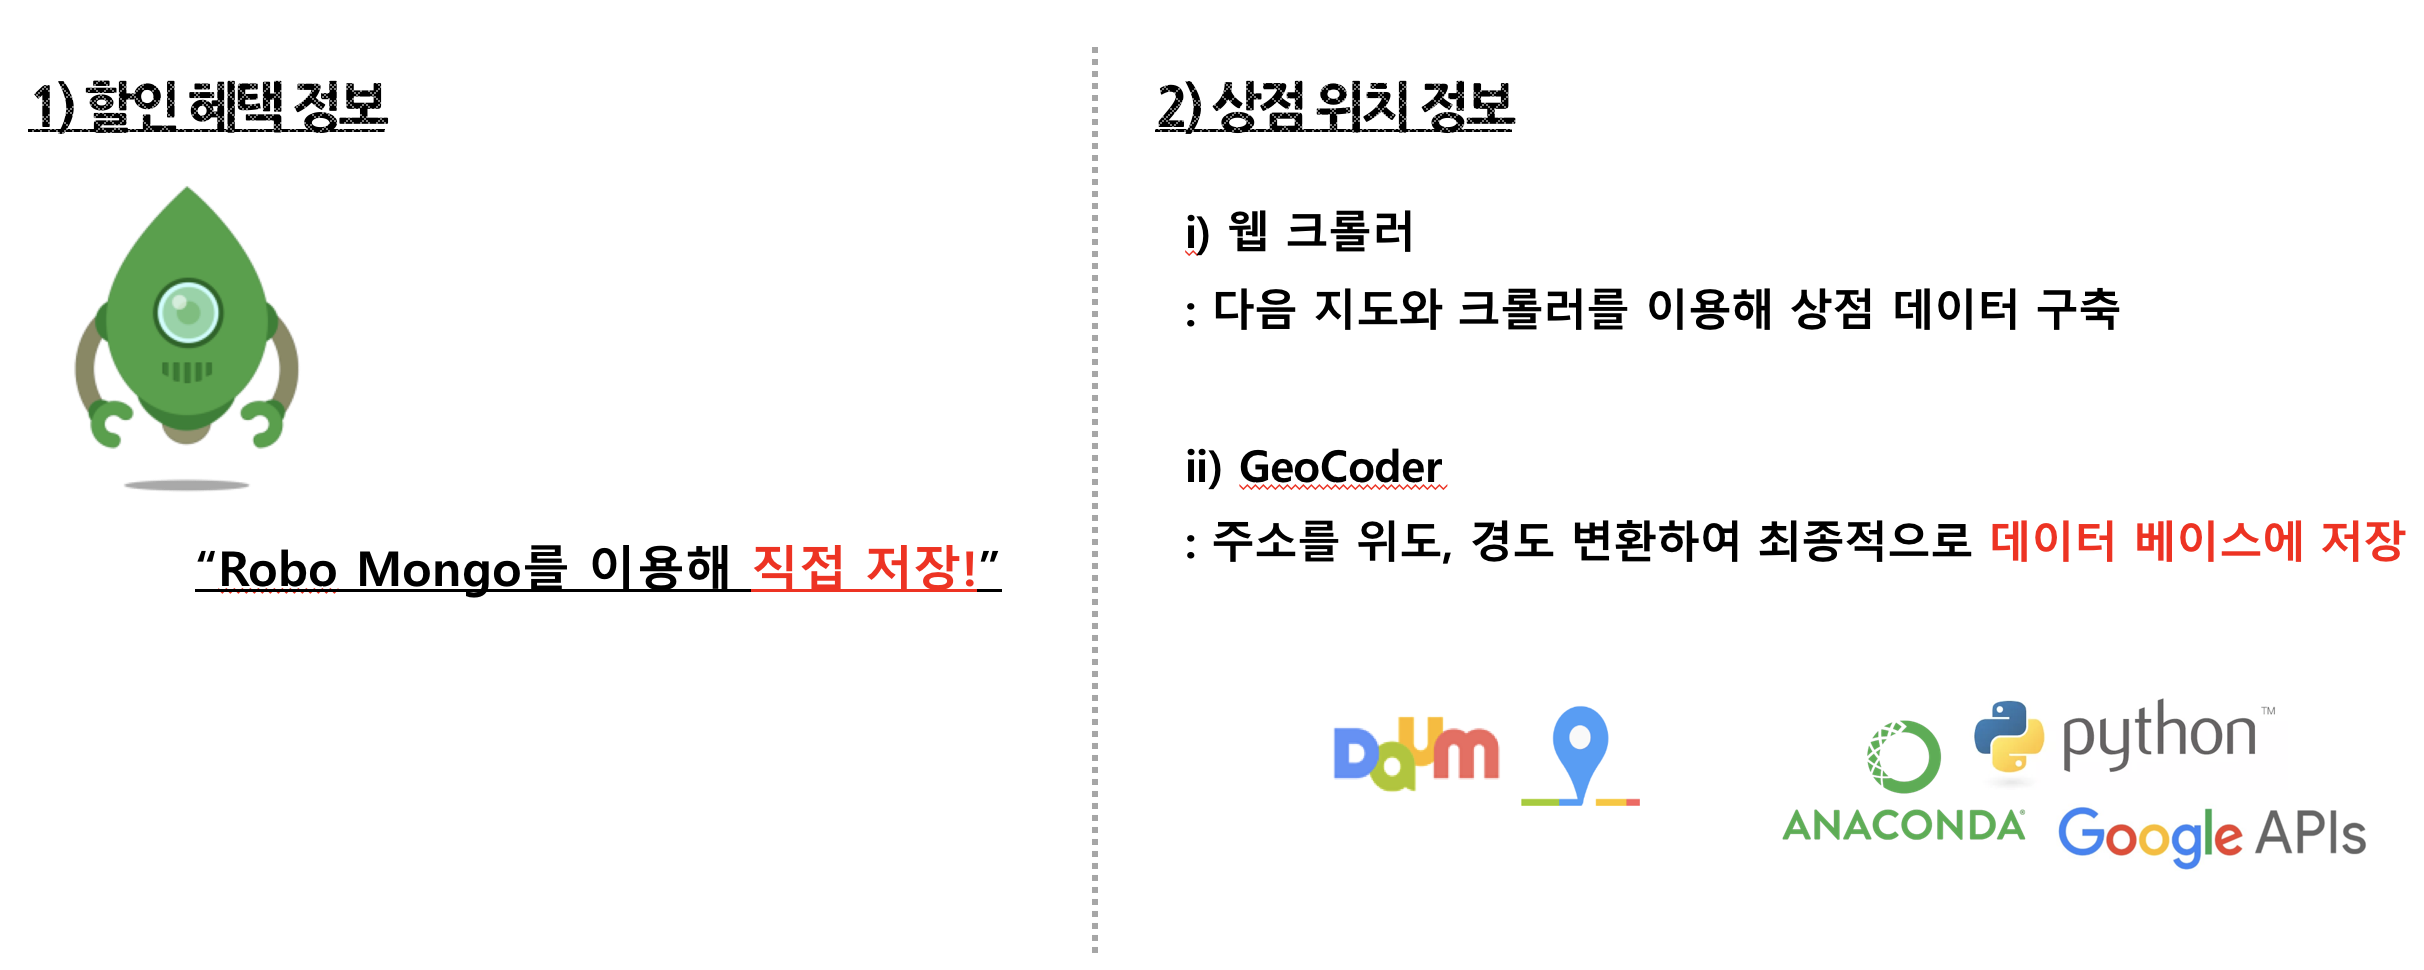 1) 할인 혜택 정보
“Robo Mongo를 이용해 직접 저장!”
2) 상점 위치 정보
i) 웹 크롤러
: 다음 지도와 크롤러를 이용해 상점 데이터 구축
ii) GeoCoder
: 주소를 위도, 경도 변환하여 최종적으로 데이터 베이스에 저장
Daum
python™
ANACONDA®
Google APIs